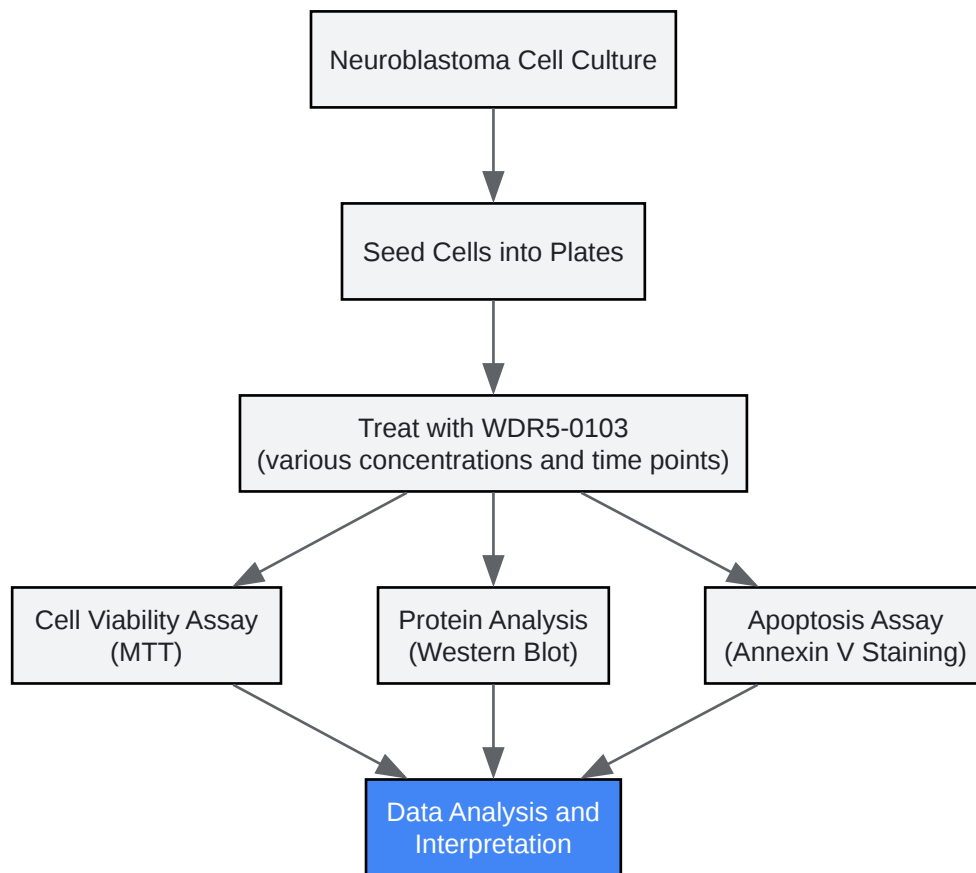 Neuroblastoma Cell Culture
Seed Cells into Plates
Treat with WDR5-0103
(various concentrations and time points)
Cell Viability Assay
(MTT)
Protein Analysis
(Western Blot)
Apoptosis Assay
(Annexin V Staining)
Data Analysis and
Interpretation